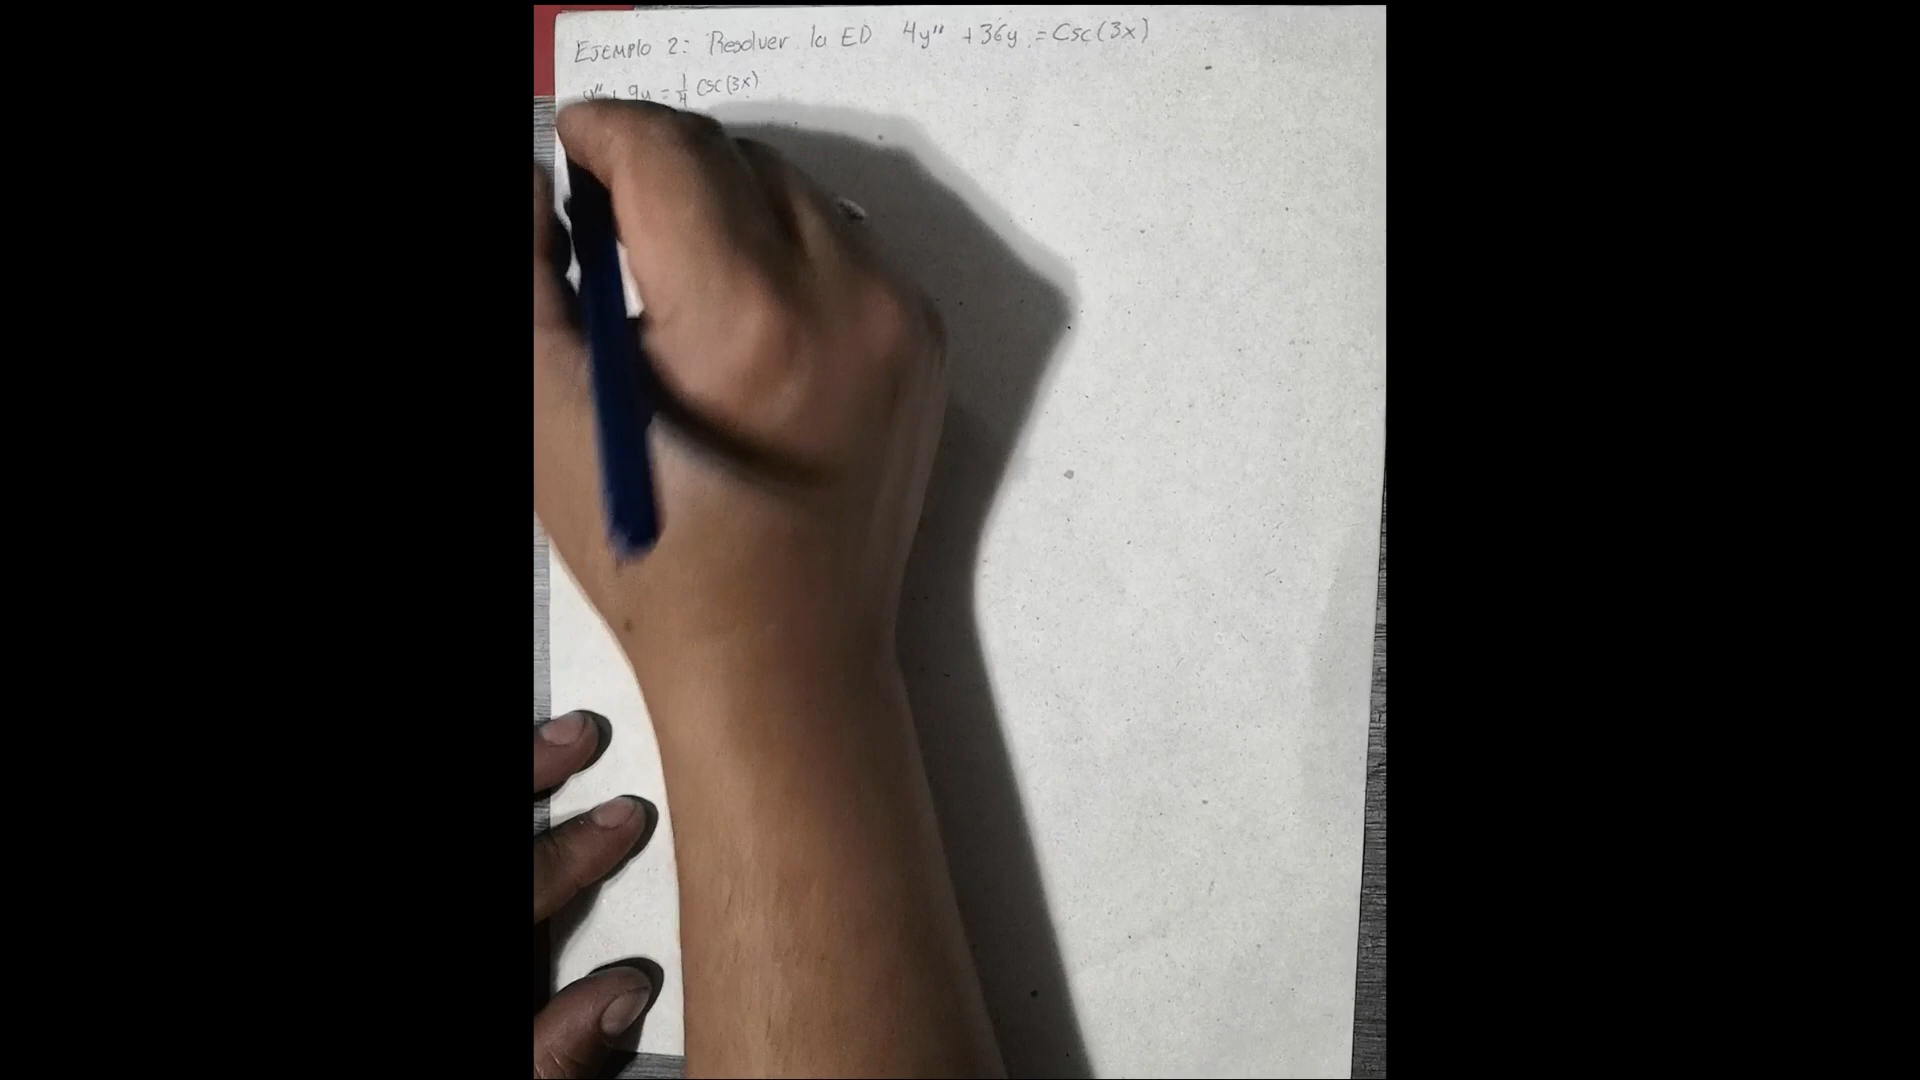 EJEMPLO 2: Resolver la ED 4y'' + 36y = Csc(3x)
y'' + 9y = 1/4 Csc(3x)